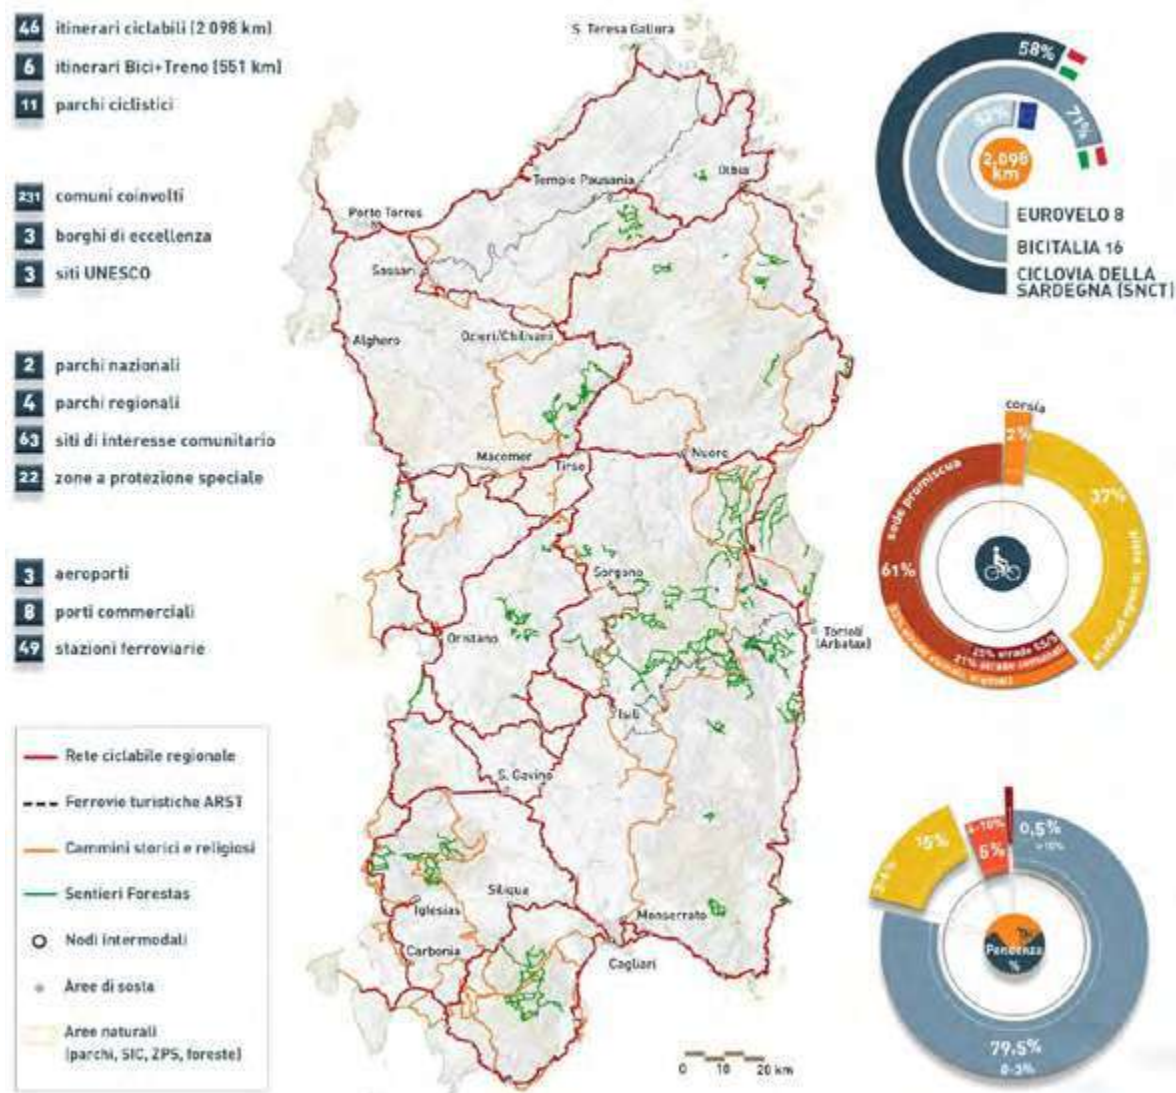 46 itinerari ciclabili (2 098 km)
6 itinerari Bici+Treno (551 km)
11 parchi ciclistici
231 comuni coinvolti
3 borghi di eccellenza
3 siti UNESCO
2 parchi nazionali
4 parchi regionali
63 siti di interesse comunitario
22 zone a protezione speciale
3 aeroporti
8 porti commerciali
49 stazioni ferroviarie
Rete ciclabile regionale
Ferrovie turistiche ARST
Cammini storici e religiosi
Sentieri Forestas
Nodi intermodali
Aree di sosta
Aree naturali
(parchi, SIC, ZPS, foreste)
S. Teresa Gallura
Tempio Pausania
Olbia
Porto Torres
Sassari
Alghero
Ozieri/Chilivani
Macomer
Tirso
Nuoro
Sorgono
Oristano
Tortolì
(Arbatax)
Isili
S. Gavino
Siliqua
Iglesias
Carbonia
Monserrato
Cagliari
0 10 20 km
58%
71%
2.098
km
EUROVELO 8
BICITALIA 16
CICLOVIA DELLA
SARDEGNA (SNCT)
corsia
2%
37%
sede promiscua
61%
25% strade SS/SP
21% strade comunali
15%
4-10%
5%
0,5%
>10%
Pendenza
%
79,5%
0-3%